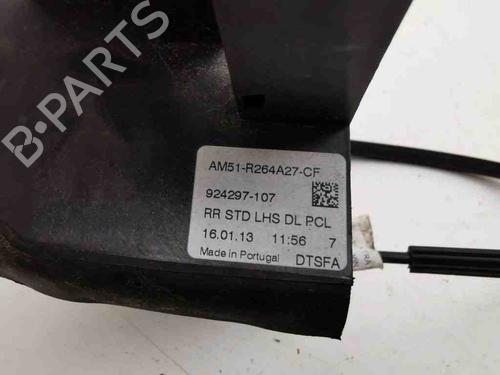 B-PARTS
AM51-R264A27-CF
924297-107
RR STD LHS DL PCL
16.01.13 11:56 7
Made in Portugal DTSFA